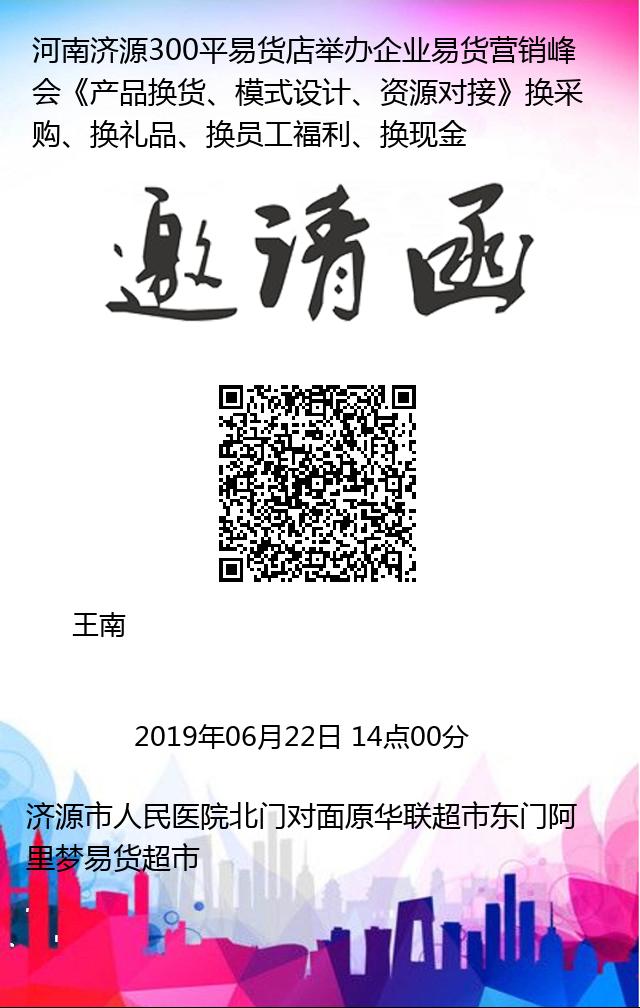 河南济源300平易货店举办企业易货营销峰
会《产品换货、模式设计、资源对接》换采
购、换礼品、换员工福利、换现金
邀请函
王南
2019年06月22日 14点00分
济源市人民医院北门对面原华联超市东门阿
里梦易货超市